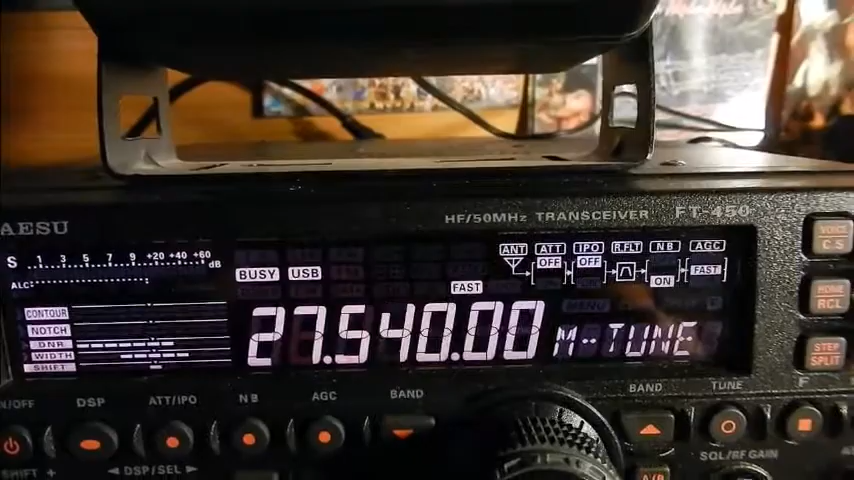 AESU
HF/50MHz TRANSCEIVER FT-450
S 1 3 5 7 9 +20 +40 +60 dB
ALC
BUSY USB
ANT ATT IPO R.FLT NB AGC
OFF OFF ON FAST
FAST
CONTOUR
NOTCH
DNR
WIDTH
SHIFT
27.540.00 M-TUNE
VOICE
C.S
HOME
RCL
STEP
SPLIT
N/OFF DSP ATT/IPO NB AGC BAND BAND TUNE F
SHIFT + DSP/SEL SQL/RF GAIN
A/B